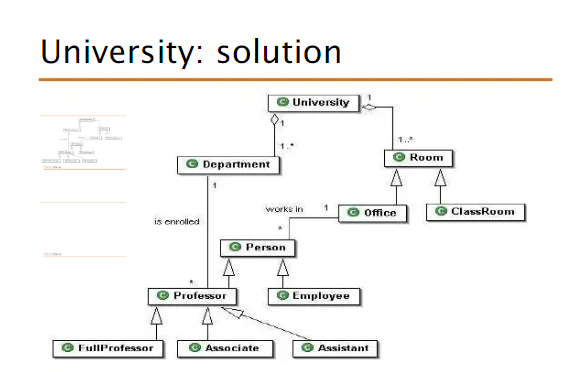 University: solution
University
1
1
1..*
1..*
Department
Room
1
is enrolled
works in
1
Office
ClassRoom
*
Person
*
Professor
Employee
FullProfessor
Associate
Assistant